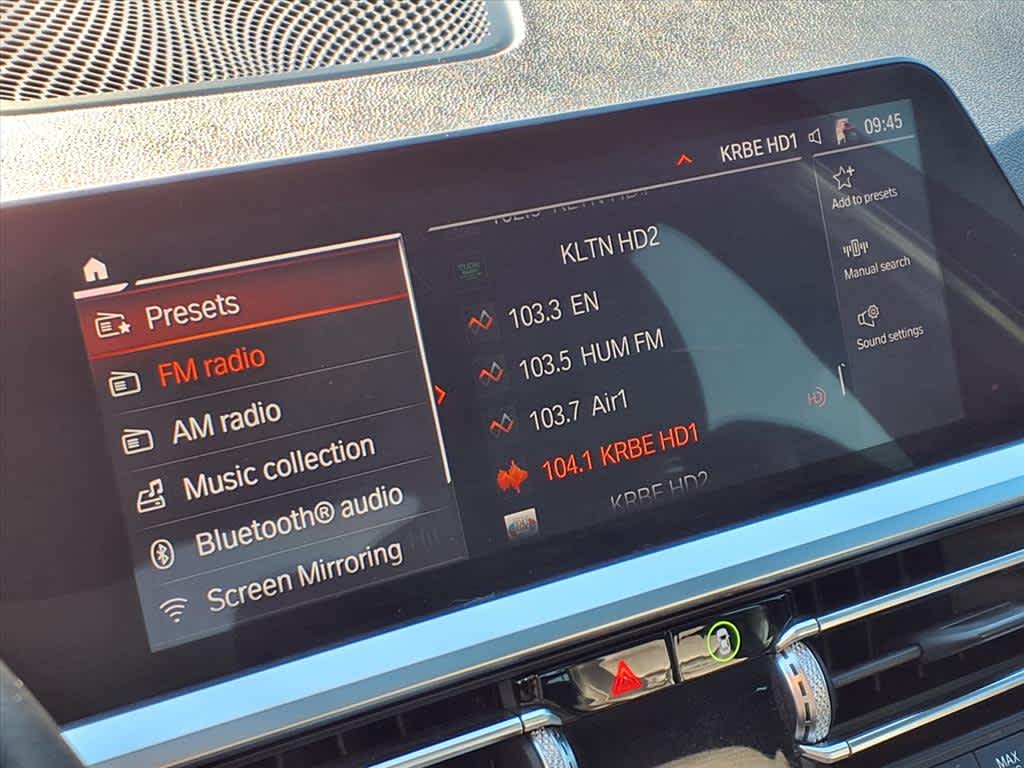 KRBE HD1 09:45
Presets
FM radio
AM radio
Music collection
Bluetooth® audio
Screen Mirroring
KLTN HD2
103.3 EN
103.5 HUM FM
103.7 Air1
104.1 KRBE HD1
HD
KRBE HD2
Add to presets
Manual search
Sound settings
MAX